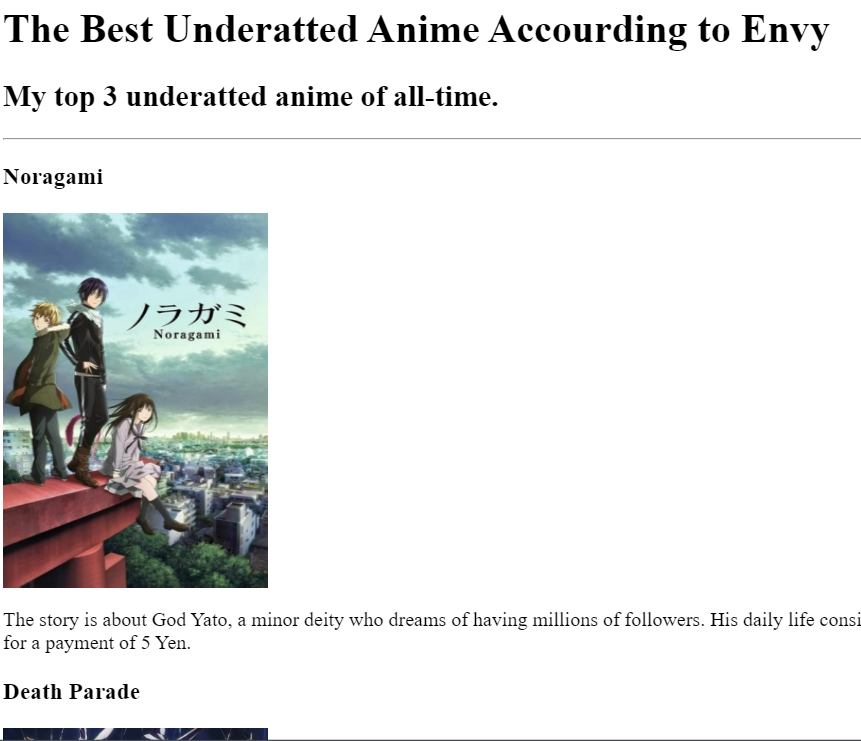 The Best Underatted Anime Accourding to Envy
My top 3 underatted anime of all-time.
Noragami
ノラガミ
Noragami
The story is about God Yato, a minor deity who dreams of having millions of followers. His daily life consi
for a payment of 5 Yen.
Death Parade